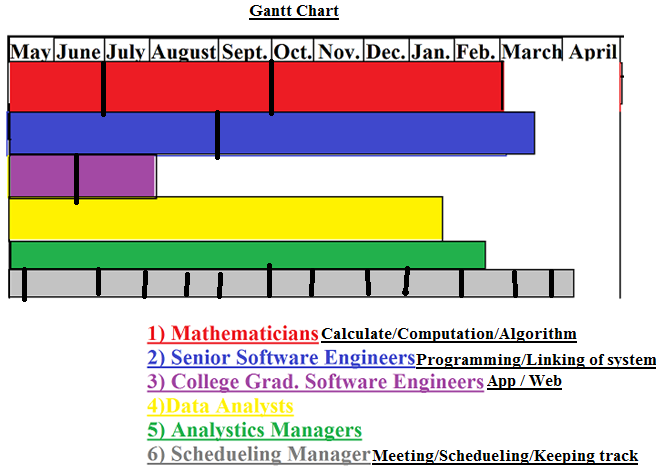 Gantt Chart
May June July August Sept. Oct. Nov. Dec. Jan. Feb. March April
1) Mathematicians Calculate/Computation/Algorithm
2) Senior Software Engineers Programming/Linking of system
3) College Grad. Software Engineers App / Web
4)Data Analysts
5) Analystics Managers
6) Schedueling Manager Meeting/Schedueling/Keeping track